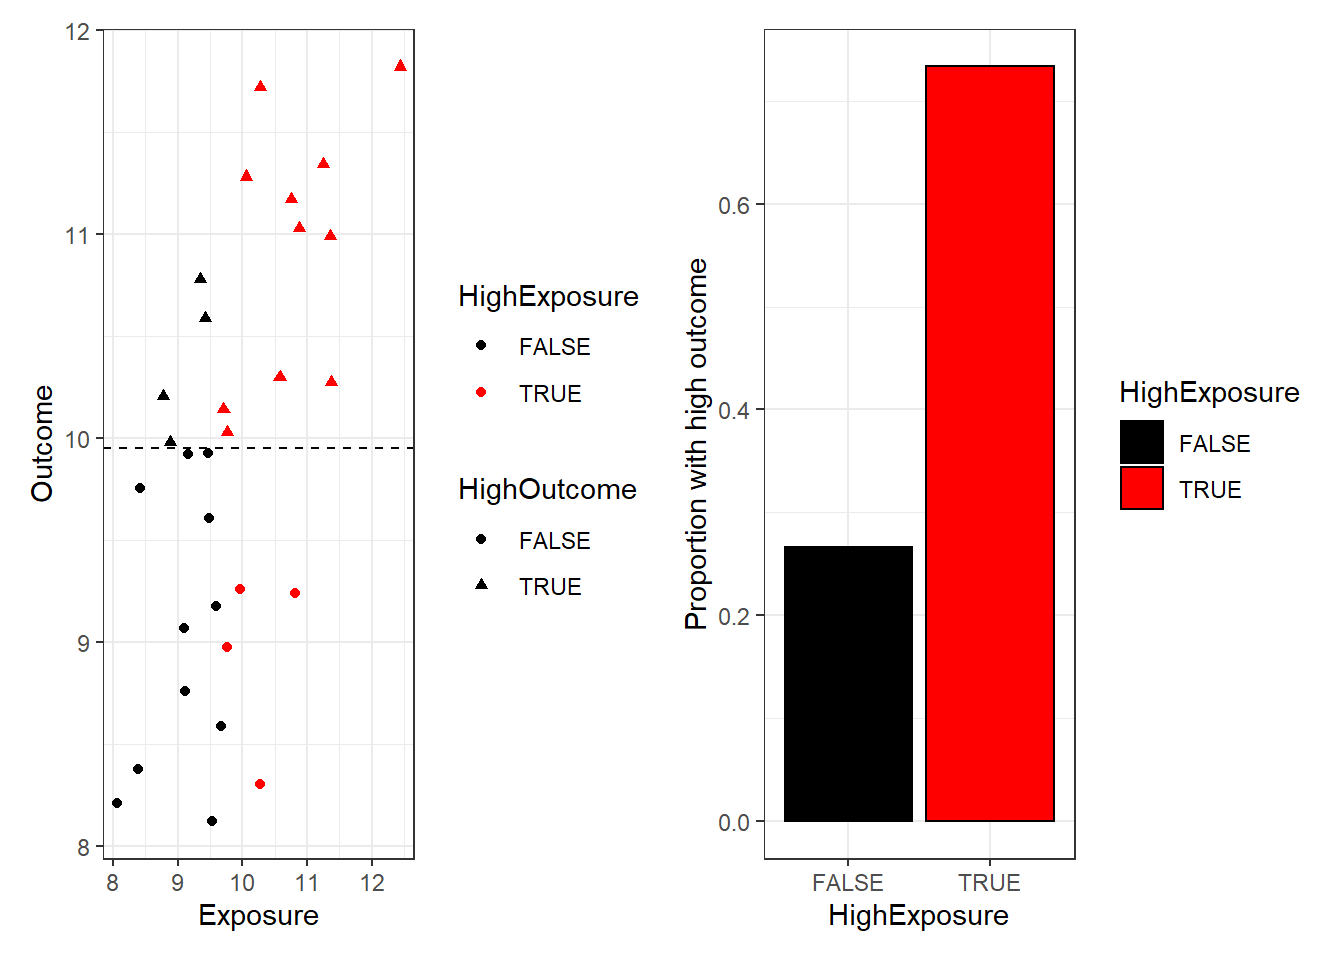 Outcome
12
11
10
9
8
8 9 10 11 12
Exposure
HighExposure
FALSE
TRUE
HighOutcome
FALSE
TRUE
Proportion with high outcome
0.6
0.4
0.2
0.0
FALSE TRUE
HighExposure
HighExposure
FALSE
TRUE